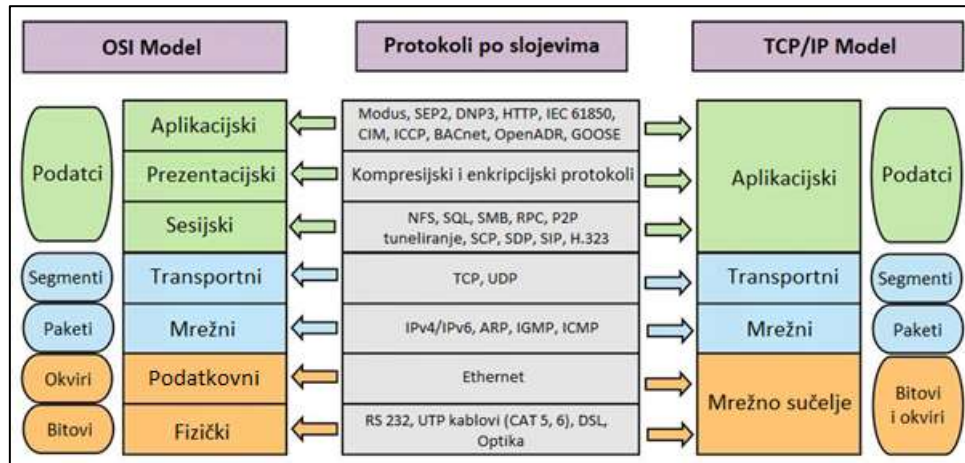 OSI Model
Protokoli po slojevima
TCP/IP Model
Podatci
Aplikacijski
Modus, SEP2, DNP3, HTTP, IEC 61850,
CIM, ICCP, BACnet, OpenADR, GOOSE
Aplikacijski
Podatci
Prezentacijski
Kompresijski i enkripcijski protokoli
Sesijski
NFS, SQL, SMB, RPC, P2P
tuneliranje, SCP, SDP, SIP, H.323
Segmenti
Transportni
TCP, UDP
Transportni
Segmenti
Paketi
Mrežni
IPv4/IPv6, ARP, IGMP, ICMP
Mrežni
Paketi
Okviri
Podatkovni
Ethernet
Mrežno sučelje
Bitovi
i okviri
Bitovi
Fizički
RS 232, UTP kablovi (CAT 5, 6), DSL,
Optika